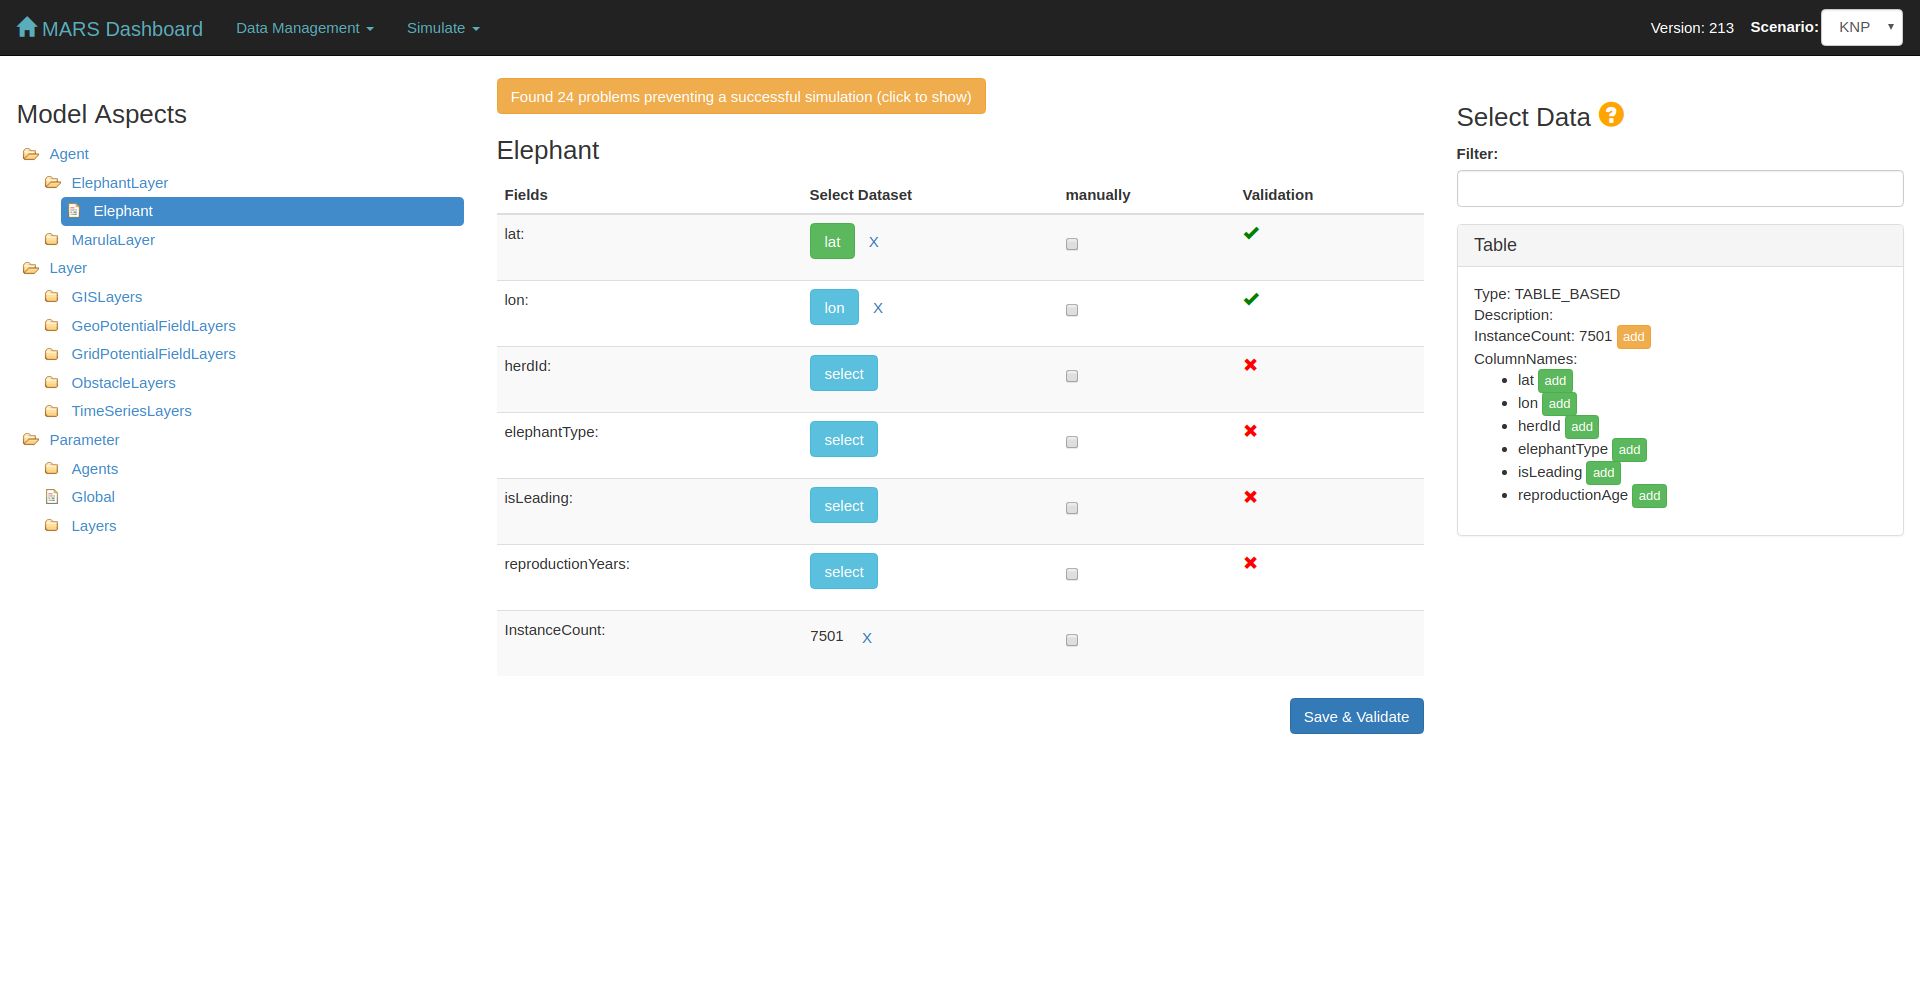 MARS Dashboard Data Management Simulate Version: 213 Scenario: KNP
Model Aspects
Agent
ElephantLayer
Elephant
MarulaLayer
Layer
GISLayers
GeoPotentialFieldLayers
GridPotentialFieldLayers
ObstacleLayers
TimeSeriesLayers
Parameter
Agents
Global
Layers
Found 24 problems preventing a successful simulation (click to show)
Elephant
Fields Select Dataset manually Validation
lat: lat X
lon: lon X
herdId: select
elephantType: select
isLeading: select
reproductionYears: select
InstanceCount: 7501 X
Save & Validate
Select Data ?
Filter:
Table
Type: TABLE_BASED
Description:
InstanceCount: 7501 add
ColumnNames:
• lat add
• lon add
• herdId add
• elephantType add
• isLeading add
• reproductionAge add